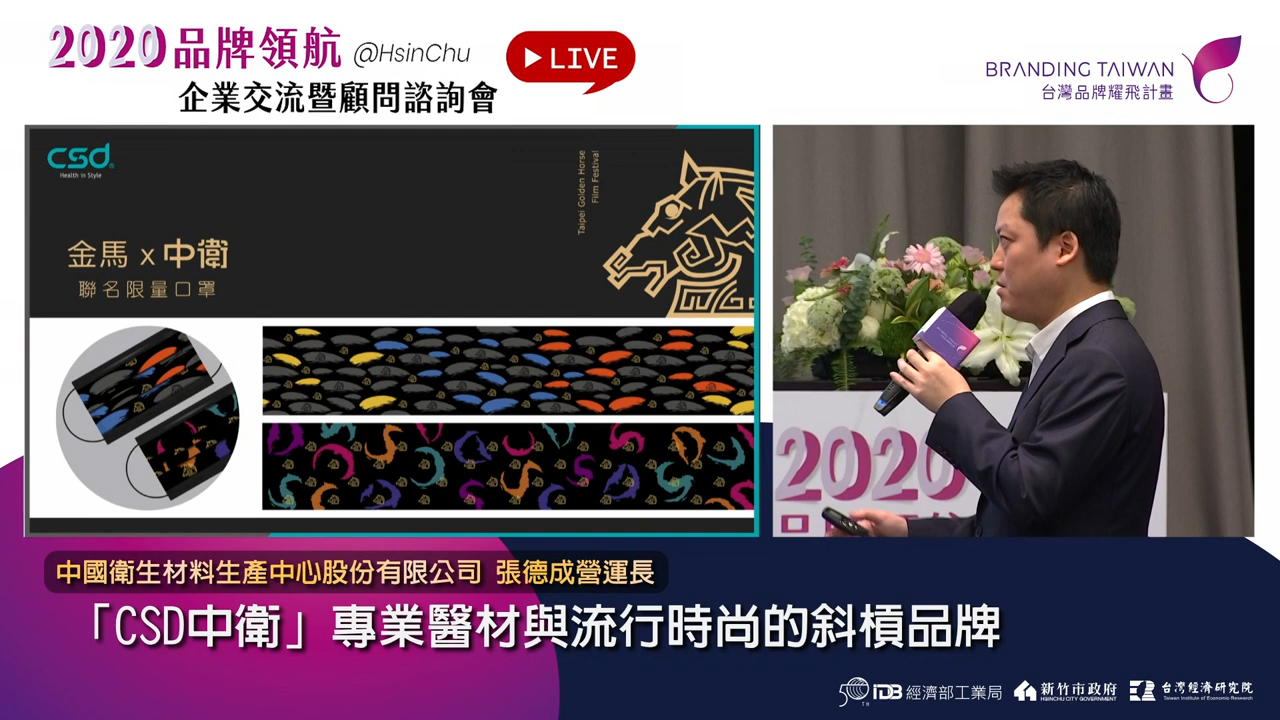 2020品牌領航 @HsinChu
企業交流暨顧問諮詢會
LIVE
BRANDING TAIWAN
台灣品牌耀飛計畫
csd
Health in Style
Taipei Golden Horse
Film Festival
金馬 x 中衛
聯名限量口罩
2020
中國衛生材料生產中心股份有限公司 張德成營運長
「CSD中衛」專業醫材與流行時尚的斜槓品牌
50TH IDB 經濟部工業局
新竹市政府
HSINCHU CITY GOVERNMENT
台灣經濟研究院
Taiwan Institute of Economic Research